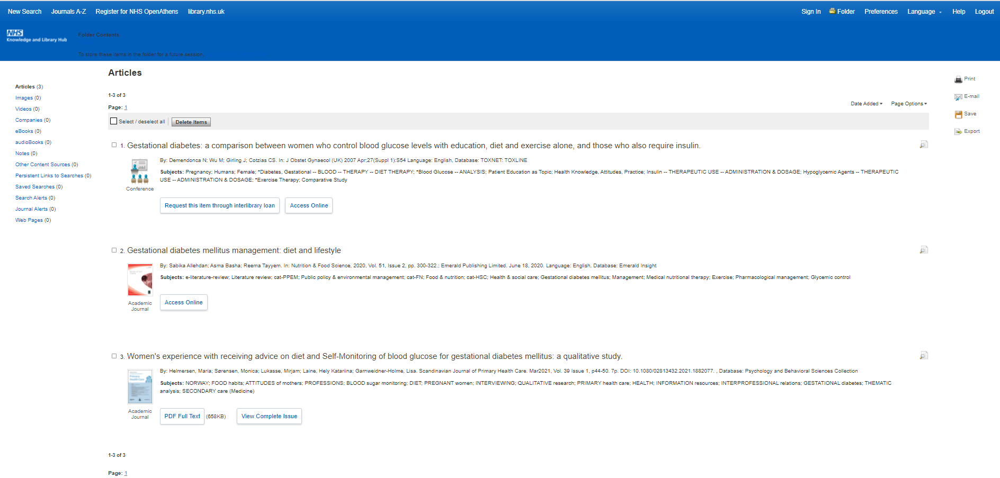 New Search Journals A-Z Register for NHS OpenAthens library.nhs.uk Sign In Folder Preferences Language Help Logout
NHS
Knowledge and Library Hub
Folder Contents
To store these items in the folder for a future session,
Articles
Articles (3)
Images (0)
Videos (0)
Companies (0)
eBooks (0)
audioBooks (0)
Notes (0)
Other Content Sources (0)
Persistent Links to Searches (0)
Saved Searches (0)
Search Alerts (0)
Journal Alerts (0)
Web Pages (0)
1-3 of 3
Page: 1
Date Added Page Options
Select / deselect all Delete Items
Print
E-mail
Save
Export
1. Gestational diabetes: a comparison between women who control blood glucose levels with education, diet and exercise alone, and those who also require insulin.
By: Demendonca N; Wu M; Girling J; Cotzias CS. In: J Obstet Gynaecol (UK) 2007 Apr;27(Suppl 1):S54 Language: English, Database: TOXNET: TOXLINE
Subjects: Pregnancy; Humans; Female; *Diabetes, Gestational -- BLOOD -- THERAPY -- DIET THERAPY; *Blood Glucose -- ANALYSIS; Patient Education as Topic; Health Knowledge, Attitudes, Practice; Insulin -- THERAPEUTIC USE -- ADMINISTRATION & DOSAGE; Hypoglycemic Agents -- THERAPEUTIC
USE -- ADMINISTRATION & DOSAGE; *Exercise Therapy; Comparative Study
Conference
Request this item through interlibrary loan Access Online
2. Gestational diabetes mellitus management: diet and lifestyle
By: Sabika Allehdan; Asma Basha; Reema Tayyem. In: Nutrition & Food Science, 2020, Vol. 51, Issue 2, pp. 300-322.; Emerald Publishing Limited. June 18, 2020. Language: English, Database: Emerald Insight
Subjects: e-literature-review; Literature review; cat-PPEM; Public policy & environmental management; cat-FN; Food & nutrition; cat-HSC; Health & social care; Gestational diabetes mellitus; Management; Medical nutritional therapy; Exercise; Pharmacological management; Glycemic control
Academic
Journal
Access Online
3. Women's experience with receiving advice on diet and Self-Monitoring of blood glucose for gestational diabetes mellitus: a qualitative study.
By: Helmersen, Maria; Sørensen, Monica; Lukasse, Mirjam; Laine, Hely Katariina; Garnweidner-Holme, Lisa. Scandinavian Journal of Primary Health Care. Mar2021, Vol. 39 Issue 1, p44-50. 7p. DOI: 10.1080/02813432.2021.1882077. , Database: Psychology and Behavioral Sciences Collection
Subjects: NORWAY; FOOD habits; ATTITUDES of mothers; PROFESSIONS; BLOOD sugar monitoring; DIET; PREGNANT women; INTERVIEWING; QUALITATIVE research; PRIMARY health care; HEALTH; INFORMATION resources; INTERPROFESSIONAL relations; GESTATIONAL diabetes; THEMATIC
analysis; SECONDARY care (Medicine)
Primary
Health Care
Academic
Journal
PDF Full Text (658KB) View Complete Issue
1-3 of 3
Page: 1